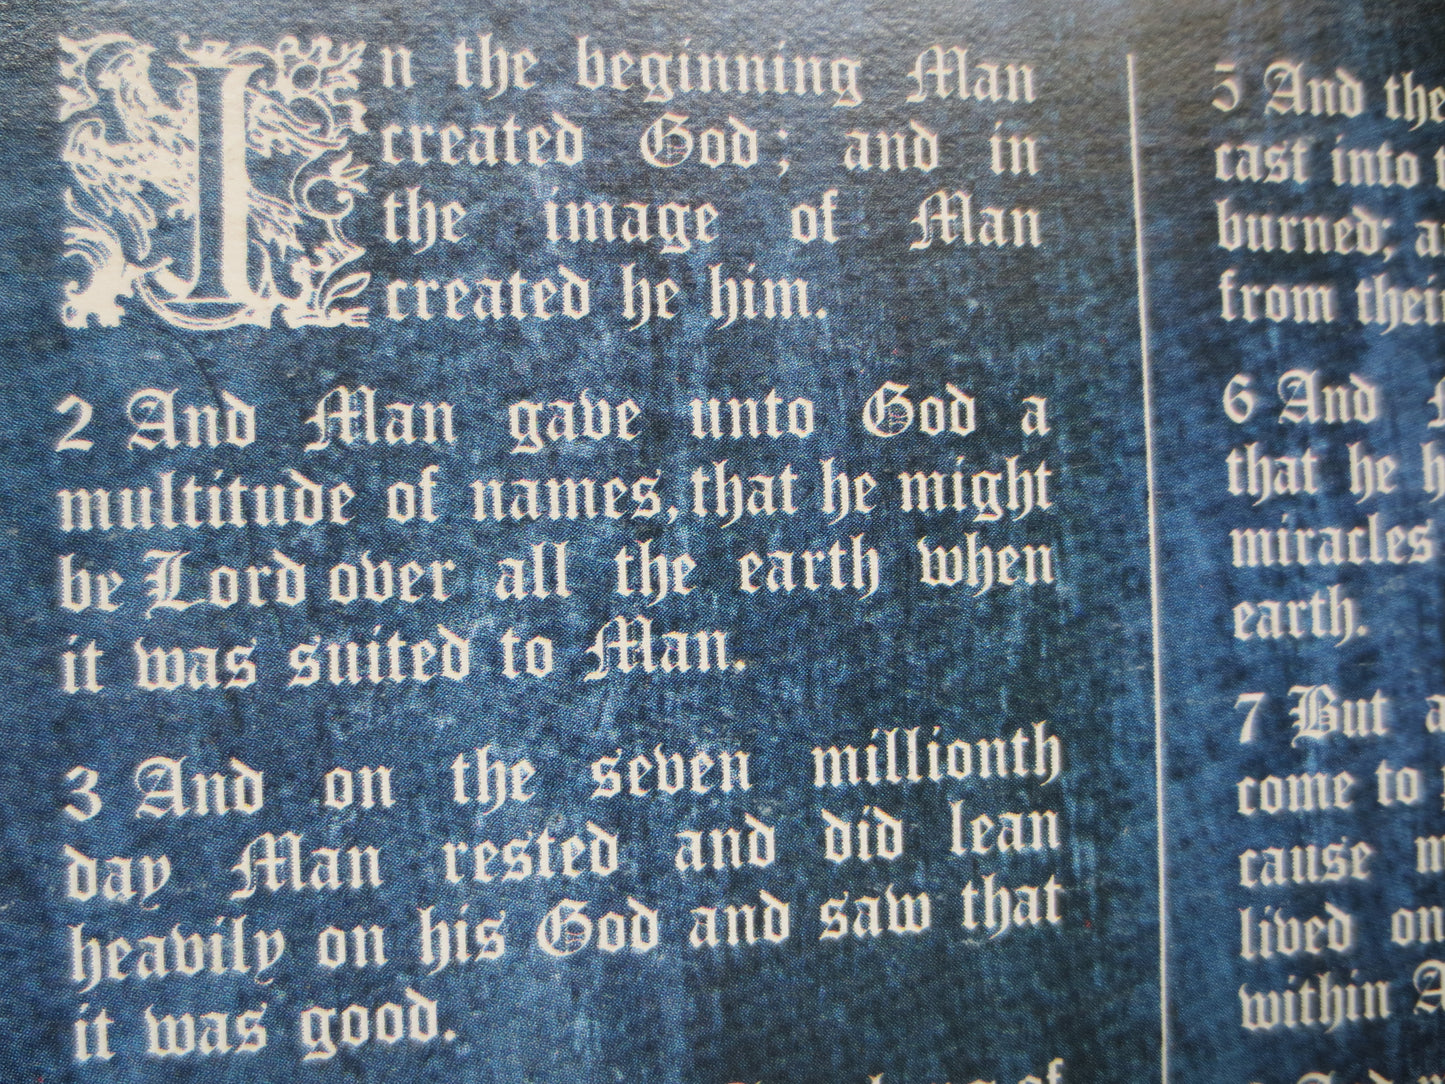 In the beginning Man
created God; and in
the image of Man
created he him.
2 And Man gave unto God a
multitude of names, that he might
be Lord over all the earth when
it was suited to Man.
3 And on the seven millionth
day Man rested and did lean
heavily on his God and saw that
it was good.
of
5 And the
cast into
burned;
from
6 And
that he
miracles
earth.
7 But
come to
cause
lived on
within